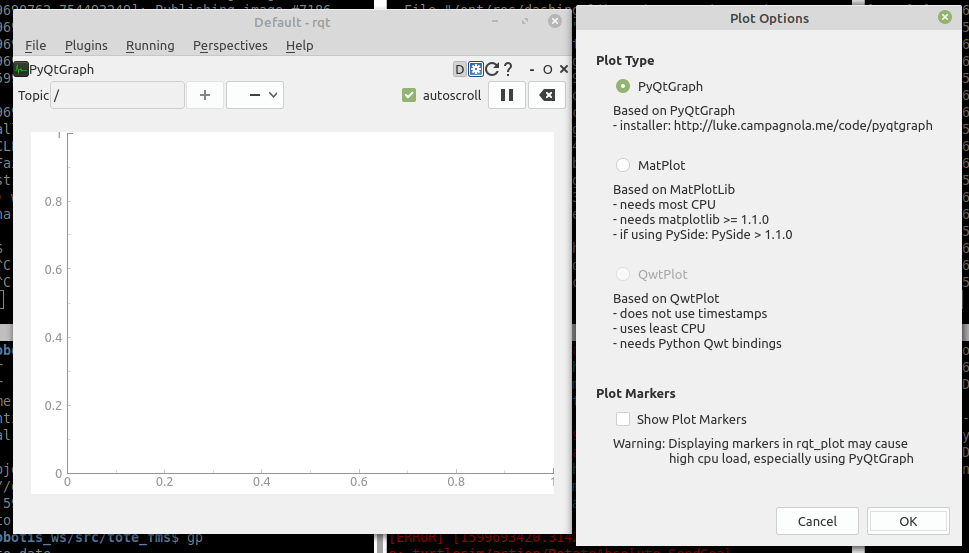 Default - rqt
File Plugins Running Perspectives Help
PyQtGraph
D
?
- O ×
Topic /
+
autoscroll
1
0.8
0.6
0.4
0.2
0
0 0.2 0.4 0.6 0.8 1
Plot Options
Plot Type
PyQtGraph
Based on PyQtGraph
- installer: http://luke.campagnola.me/code/pyqtgraph
MatPlot
Based on MatPlotLib
- needs most CPU
- needs matplotlib >= 1.1.0
- if using PySide: PySide > 1.1.0
QwtPlot
Based on QwtPlot
- does not use timestamps
- uses least CPU
- needs Python Qwt bindings
Plot Markers
Show Plot Markers
Warning: Displaying markers in rqt_plot may cause
high cpu load, especially using PyQtGraph
Cancel OK
obotis_ws/src/tote_fms$ gp
[ERROR] [1599693420.314